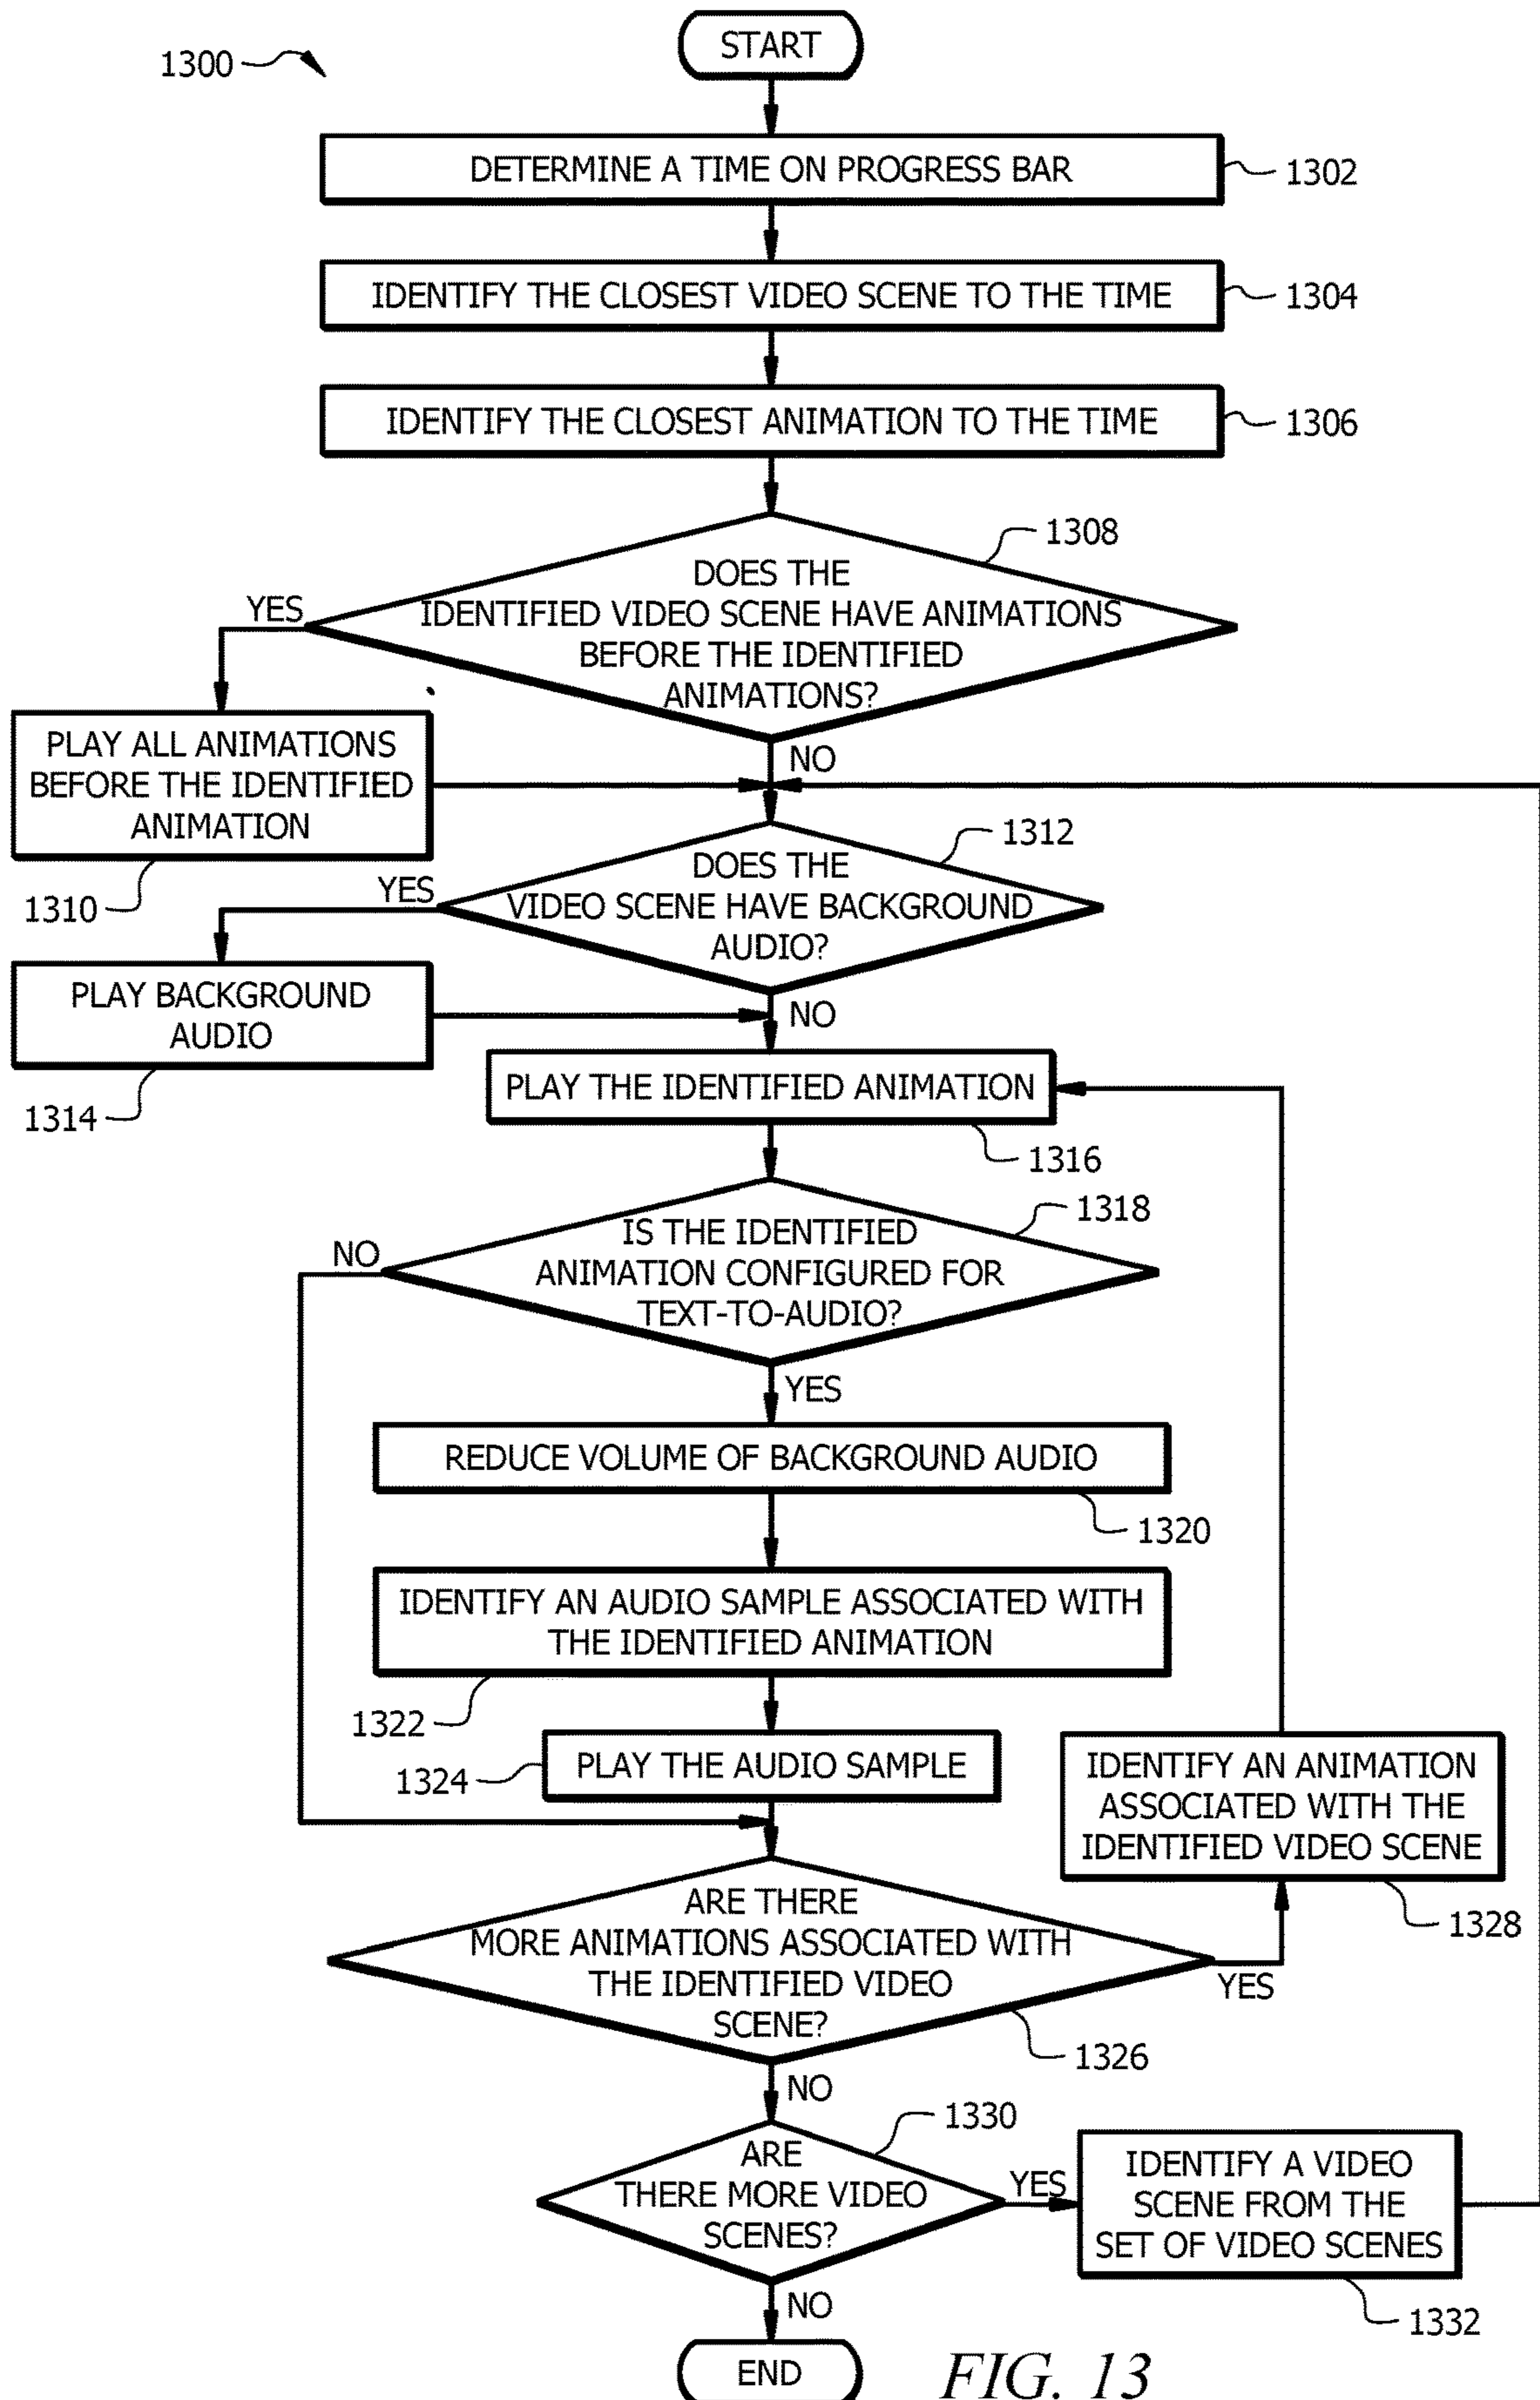 START
1300
DETERMINE A TIME ON PROGRESS BAR
1302
IDENTIFY THE CLOSEST VIDEO SCENE TO THE TIME
1304
IDENTIFY THE CLOSEST ANIMATION TO THE TIME
1306
1308
DOES THE
IDENTIFIED VIDEO SCENE HAVE ANIMATIONS
BEFORE THE IDENTIFIED
ANIMATIONS?
YES
NO
PLAY ALL ANIMATIONS
BEFORE THE IDENTIFIED
ANIMATION
1310
1312
DOES THE
VIDEO SCENE HAVE BACKGROUND
AUDIO?
YES
NO
PLAY BACKGROUND
AUDIO
1314
PLAY THE IDENTIFIED ANIMATION
1316
1318
IS THE IDENTIFIED
ANIMATION CONFIGURED FOR
TEXT-TO-AUDIO?
NO
YES
REDUCE VOLUME OF BACKGROUND AUDIO
1320
IDENTIFY AN AUDIO SAMPLE ASSOCIATED WITH
THE IDENTIFIED ANIMATION
1322
PLAY THE AUDIO SAMPLE
1324
IDENTIFY AN ANIMATION
ASSOCIATED WITH THE
IDENTIFIED VIDEO SCENE
1328
ARE THERE
MORE ANIMATIONS ASSOCIATED WITH
THE IDENTIFIED VIDEO
SCENE?
YES
1326
NO
1330
ARE
THERE MORE VIDEO
SCENES?
YES
IDENTIFY A VIDEO
SCENE FROM THE
SET OF VIDEO SCENES
1332
NO
END
FIG. 13